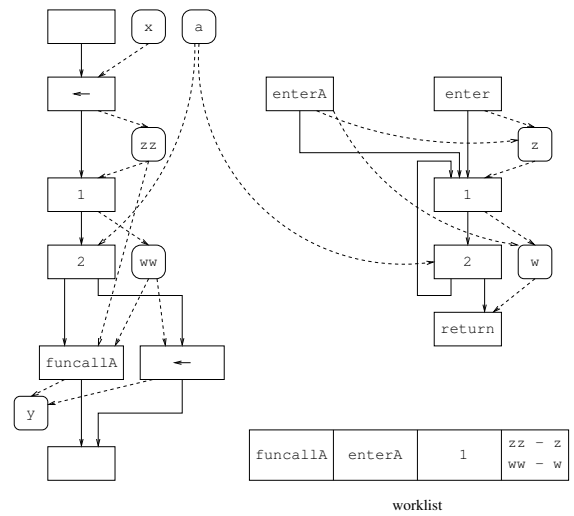 x
a
←
enterA
enter
zz
z
1
1
2
ww
2
w
return
funcallA
←
y
funcallA
enterA
1
zz - z
ww - w
worklist